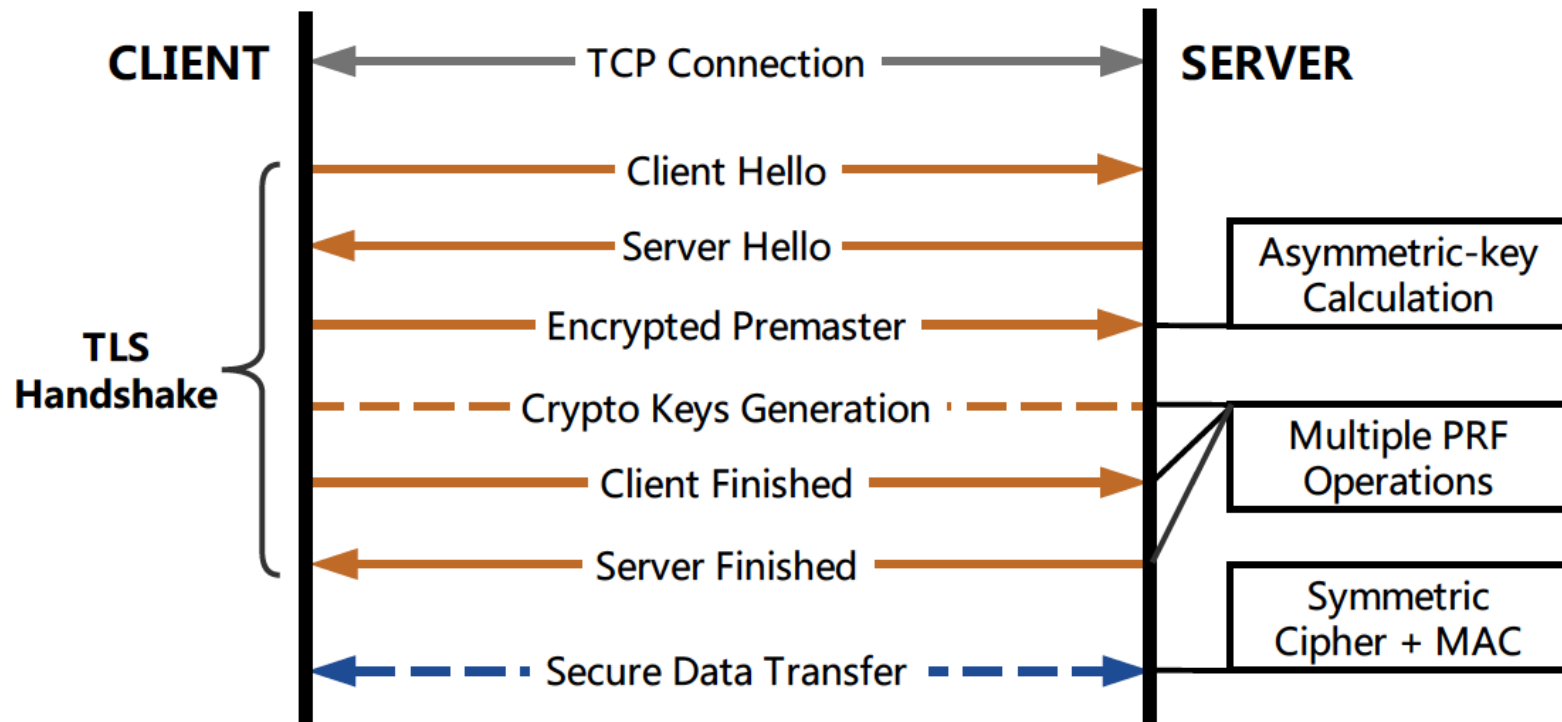 CLIENT
TCP Connection
SERVER
Client Hello
Server Hello
Asymmetric-key
Calculation
Encrypted Premaster
TLS
Handshake
Crypto Keys Generation
Multiple PRF
Operations
Client Finished
Server Finished
Symmetric
Cipher + MAC
Secure Data Transfer